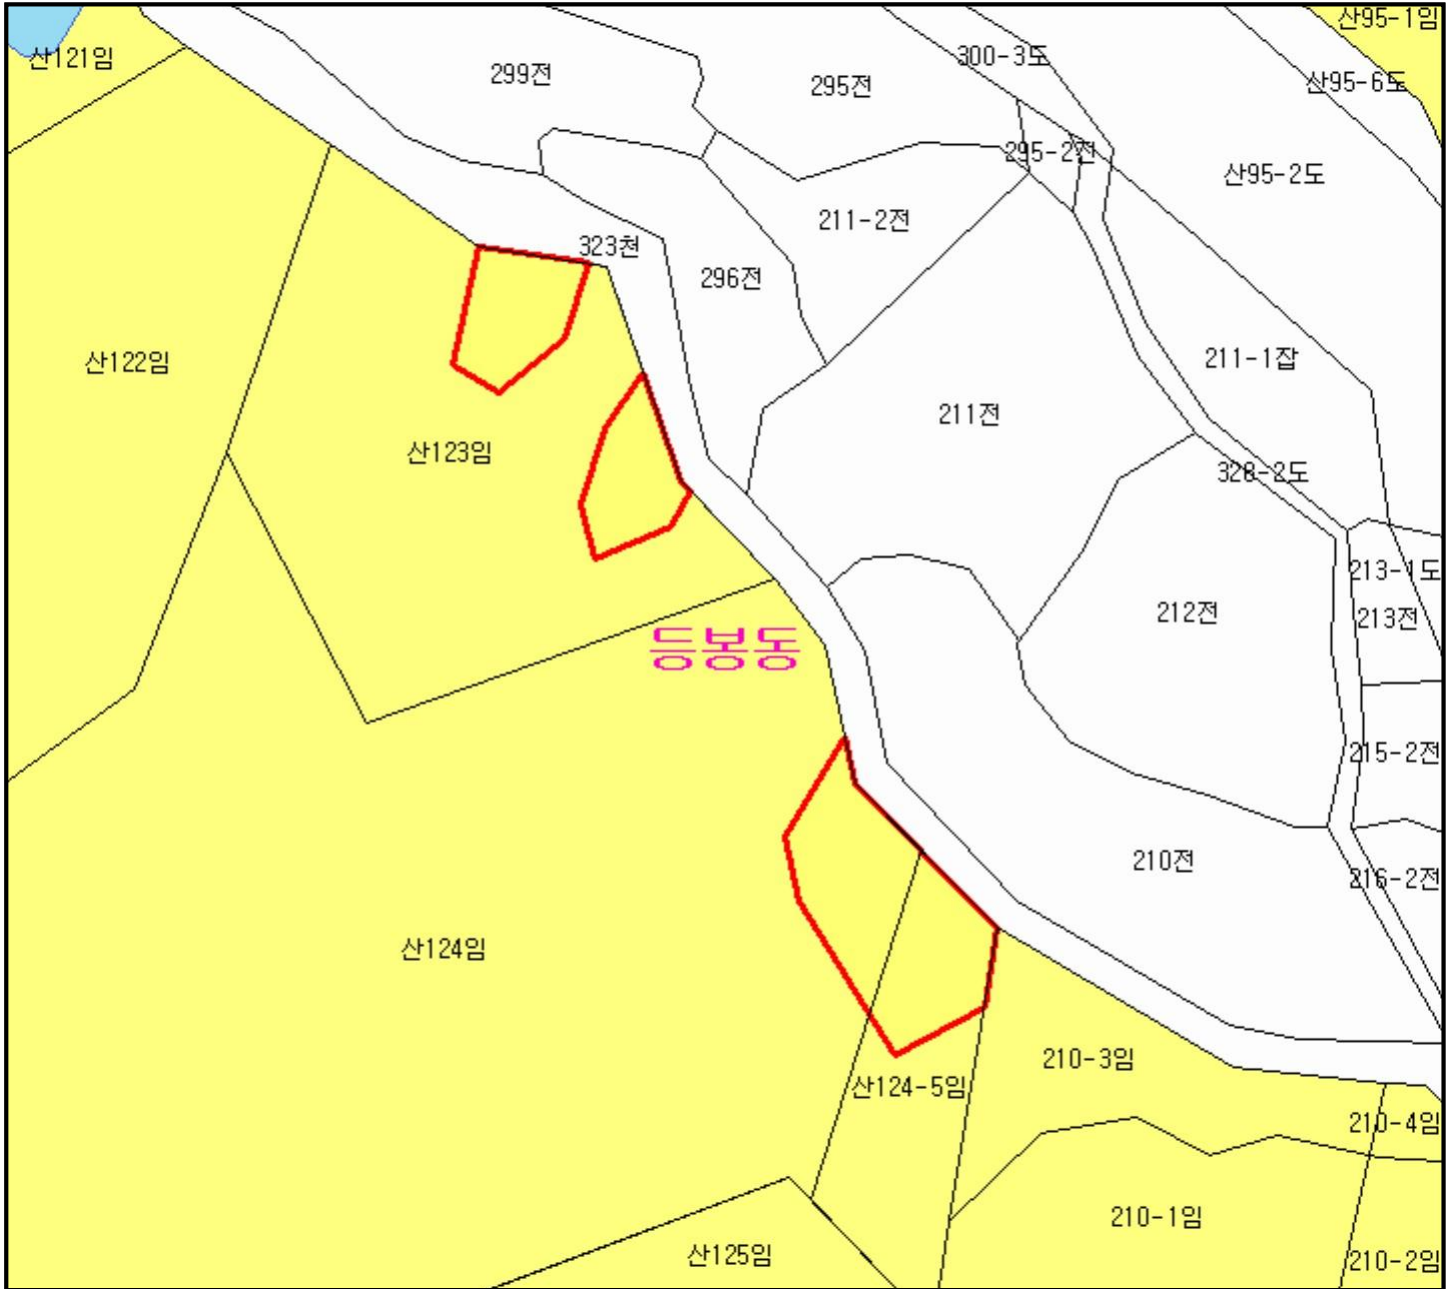 산95-1임
산121임
300-3도
299전
295전
산95-6도
295-2전
산95-2도
211-2전
323천
296전
산122임
211-1잡
211전
산123임
328-2도
213-1도
212전
213전
등봉동
215-2전
210전
216-2전
산124임
210-3임
산124-5임
210-4임
210-1임
산125임
210-2임